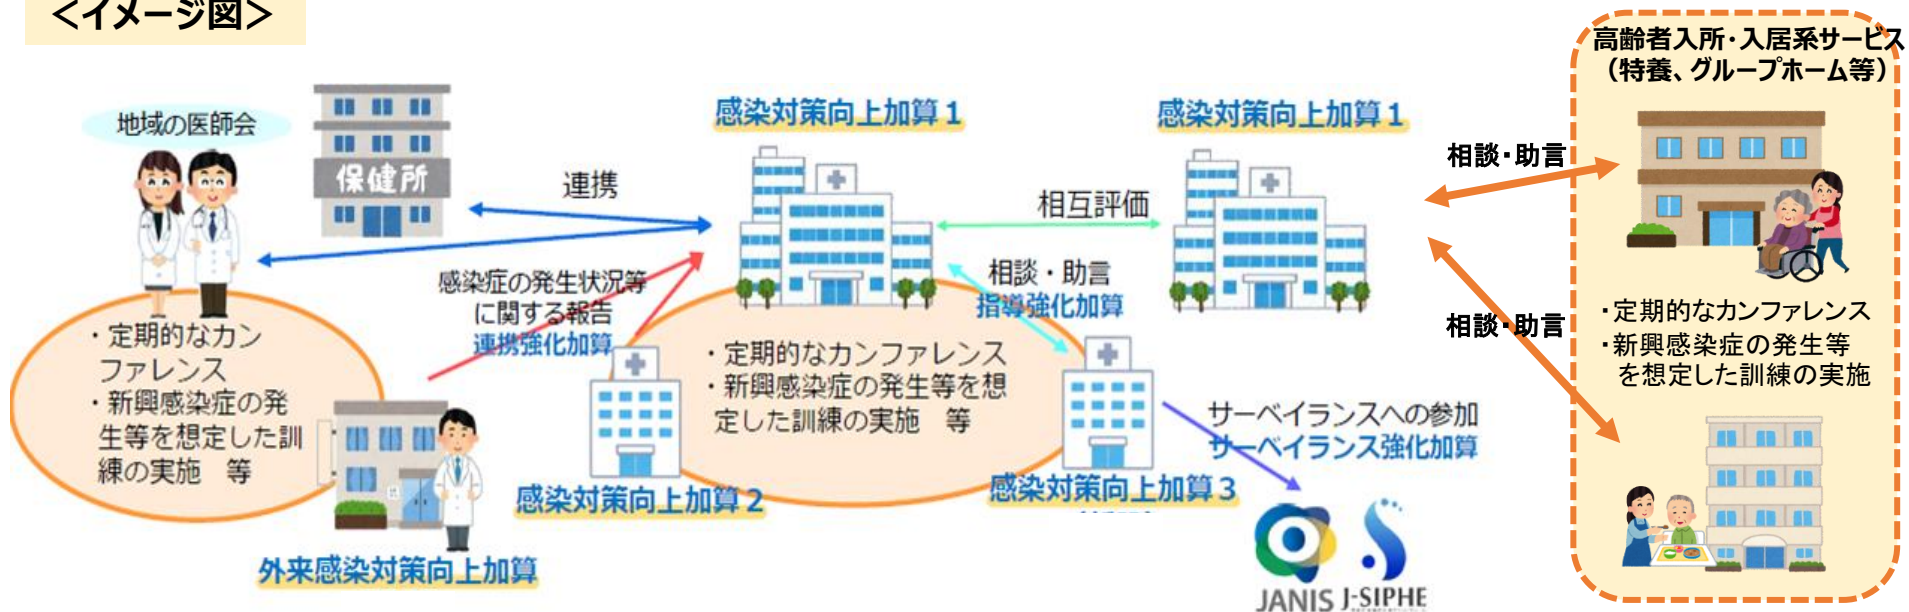 ＜イメージ図＞
地域の医師会
保健所
連携
感染対策向上加算１
相互評価
感染対策向上加算１
相談・助言
高齢者入所・入居系サービス
（特養、グループホーム等）
感染症の発生状況等
に関する報告
連携強化加算
相談・助言
指導強化加算
・定期的なカン
ファレンス
・新興感染症の発
生等を想定した訓
練の実施　等
・定期的なカンファレンス
・新興感染症の発生等を想
定した訓練の実施　等
相談・助言
・定期的なカンファレンス
・新興感染症の発生等
を想定した訓練の実施
サーベイランスへの参加
サーベイランス強化加算
感染対策向上加算２
感染対策向上加算３
外来感染対策向上加算
JANIS
J-SIPHE